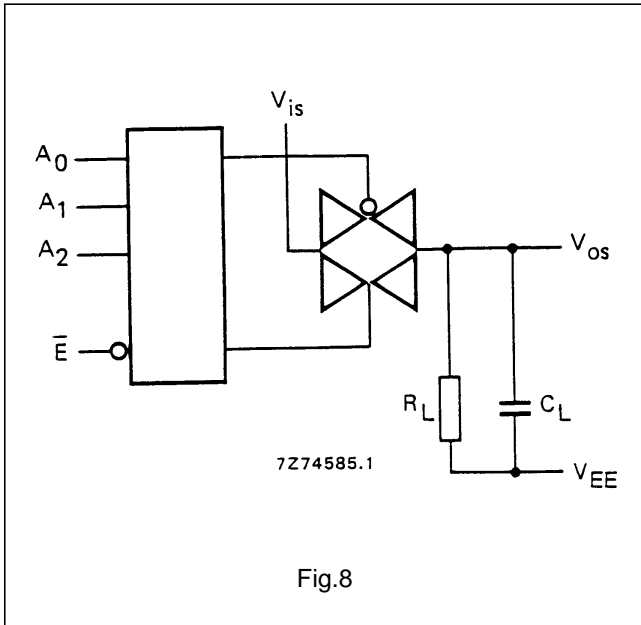 V_is
A_0
A_1
A_2
E̅
V_os
R_L
C_L
7Z74585.1
V_EE
Fig.8